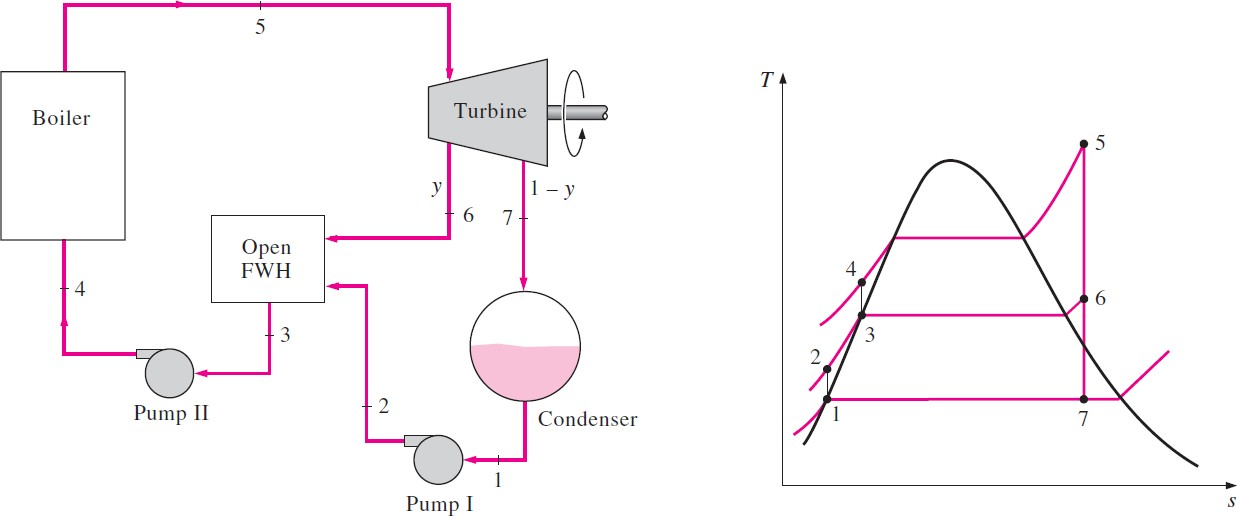 5
Boiler
Turbine
y
1 – y
6
7
Open
FWH
4
3
Pump II
2
Condenser
1
Pump I
T
5
4
6
3
2
1
7
s